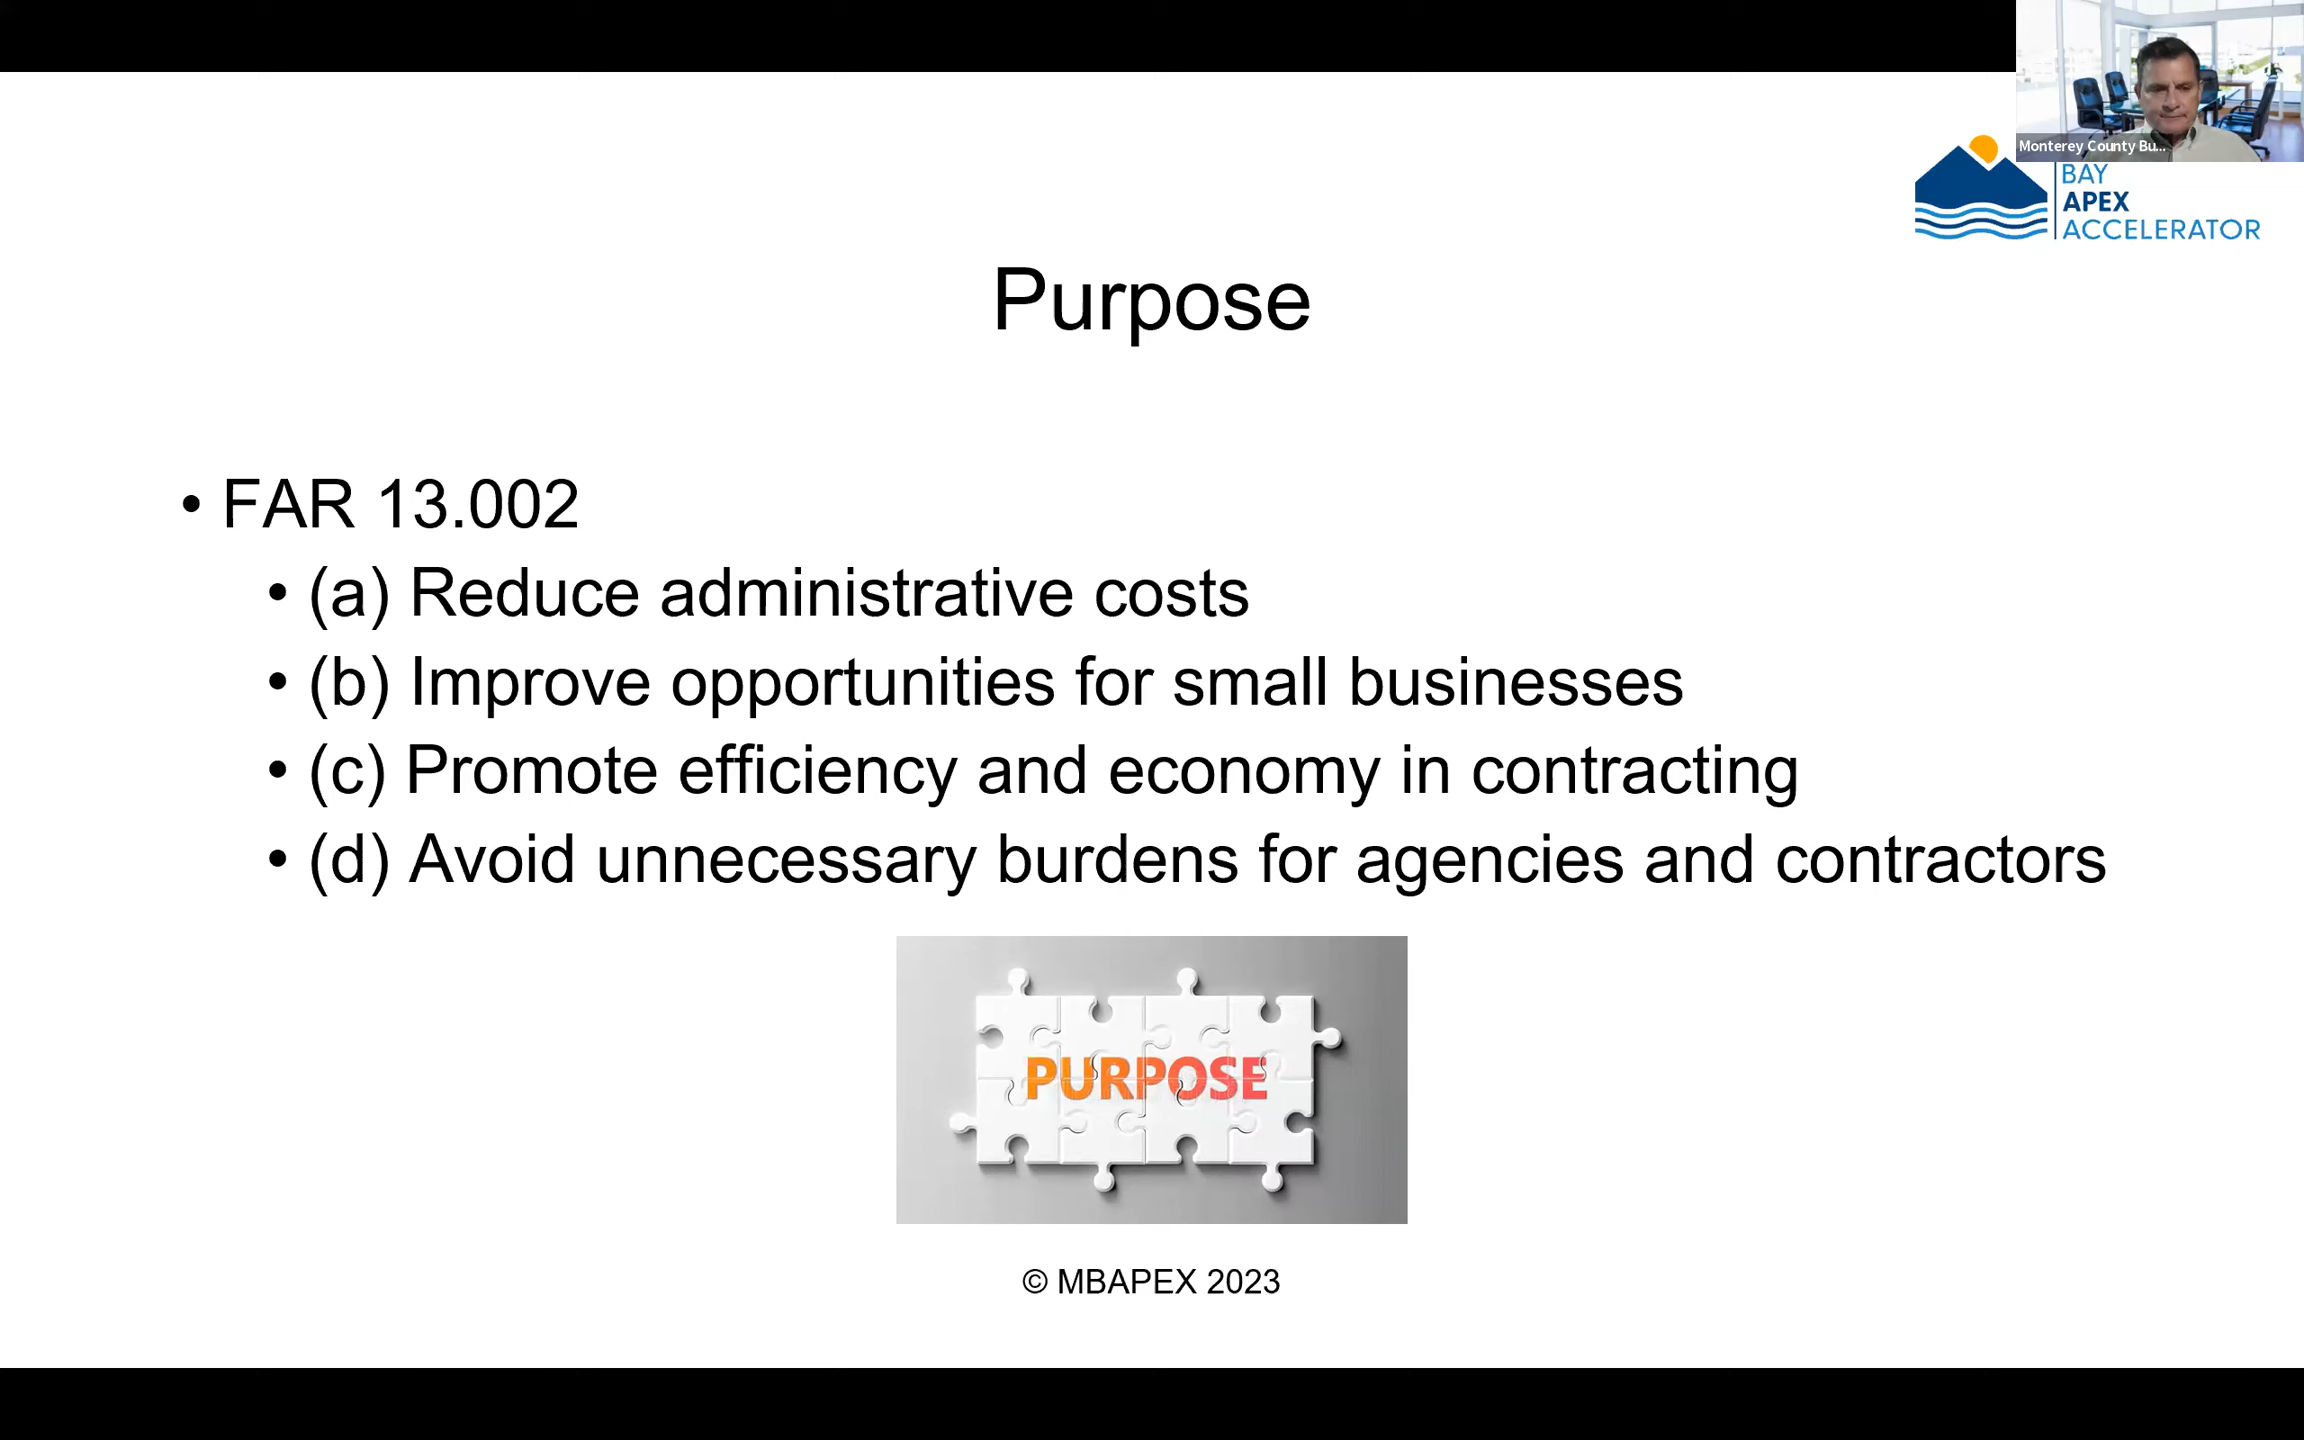 Monterey County Bu...
BAY
APEX
ACCELERATOR
Purpose
• FAR 13.002
• (a) Reduce administrative costs
• (b) Improve opportunities for small businesses
• (c) Promote efficiency and economy in contracting
• (d) Avoid unnecessary burdens for agencies and contractors
PURPOSE
© MBAPEX 2023